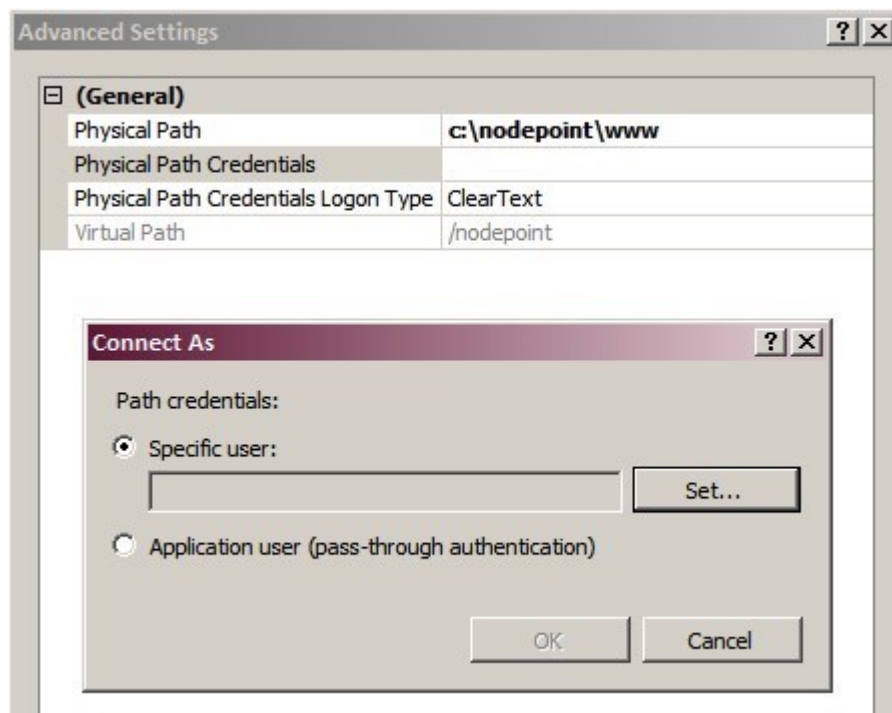 Advanced Settings
(General)
Physical Path c:\nodepoint\www
Physical Path Credentials
Physical Path Credentials Logon Type ClearText
Virtual Path /nodepoint
Connect As
Path credentials:
Specific user:
Set...
Application user (pass-through authentication)
OK Cancel